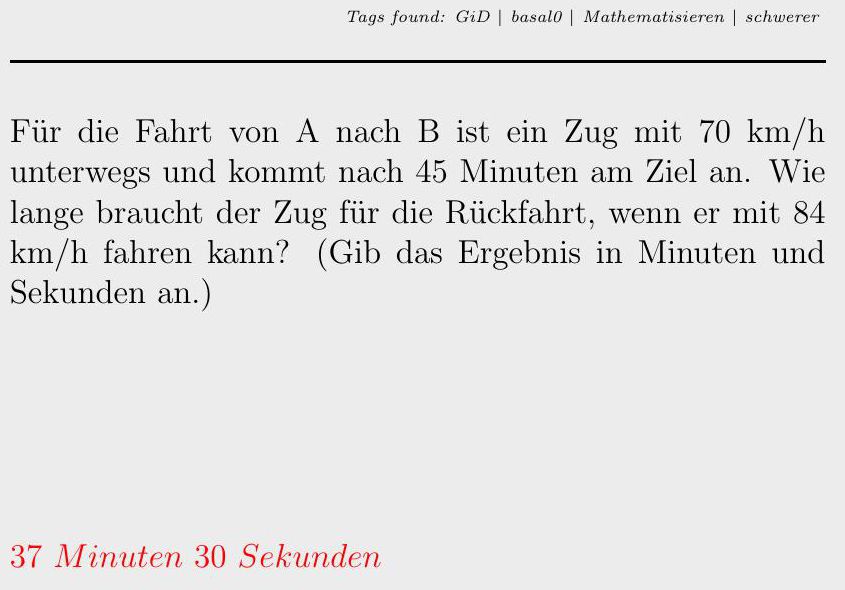 Tags found: GiD | basal0 | Mathematisieren | schwerer
Für die Fahrt von A nach B ist ein Zug mit 70 km/h
unterwegs und kommt nach 45 Minuten am Ziel an. Wie
lange braucht der Zug für die Rückfahrt, wenn er mit 84
km/h fahren kann? (Gib das Ergebnis in Minuten und
Sekunden an.)
37 Minuten 30 Sekunden